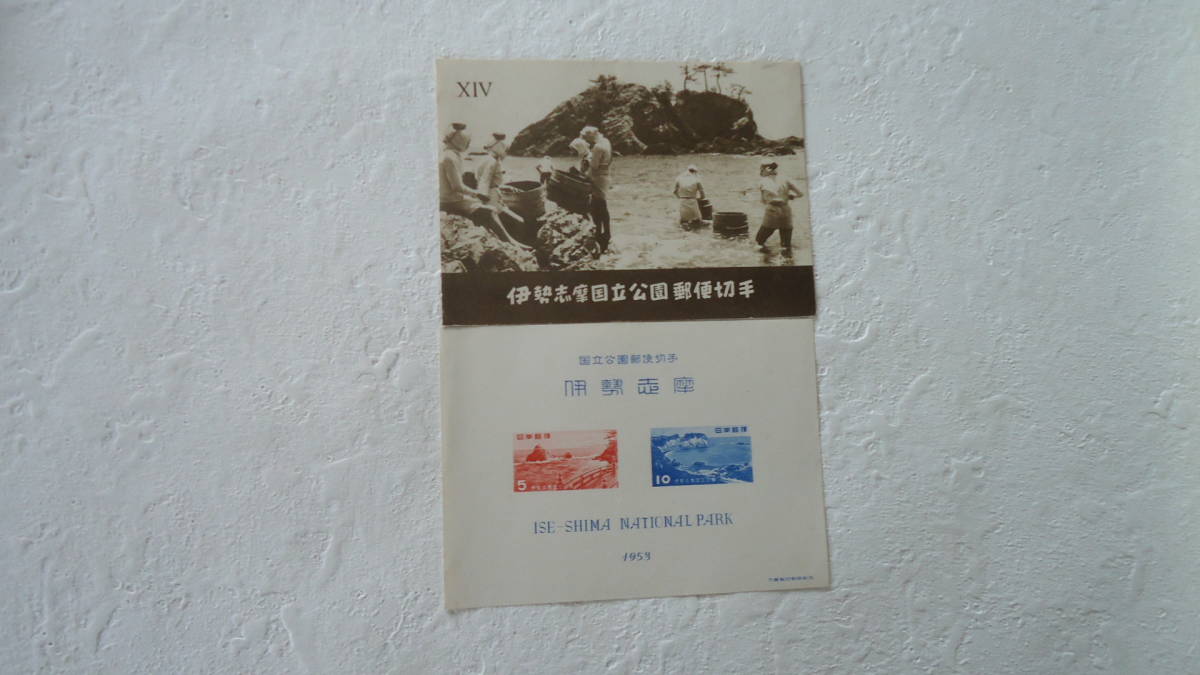 XIV
伊勢志摩国立公園郵便切手
国立公園郵便切手
伊勢志摩
日本郵便
5
日本郵便
10
ISE-SHIMA NATIONAL PARK
1953